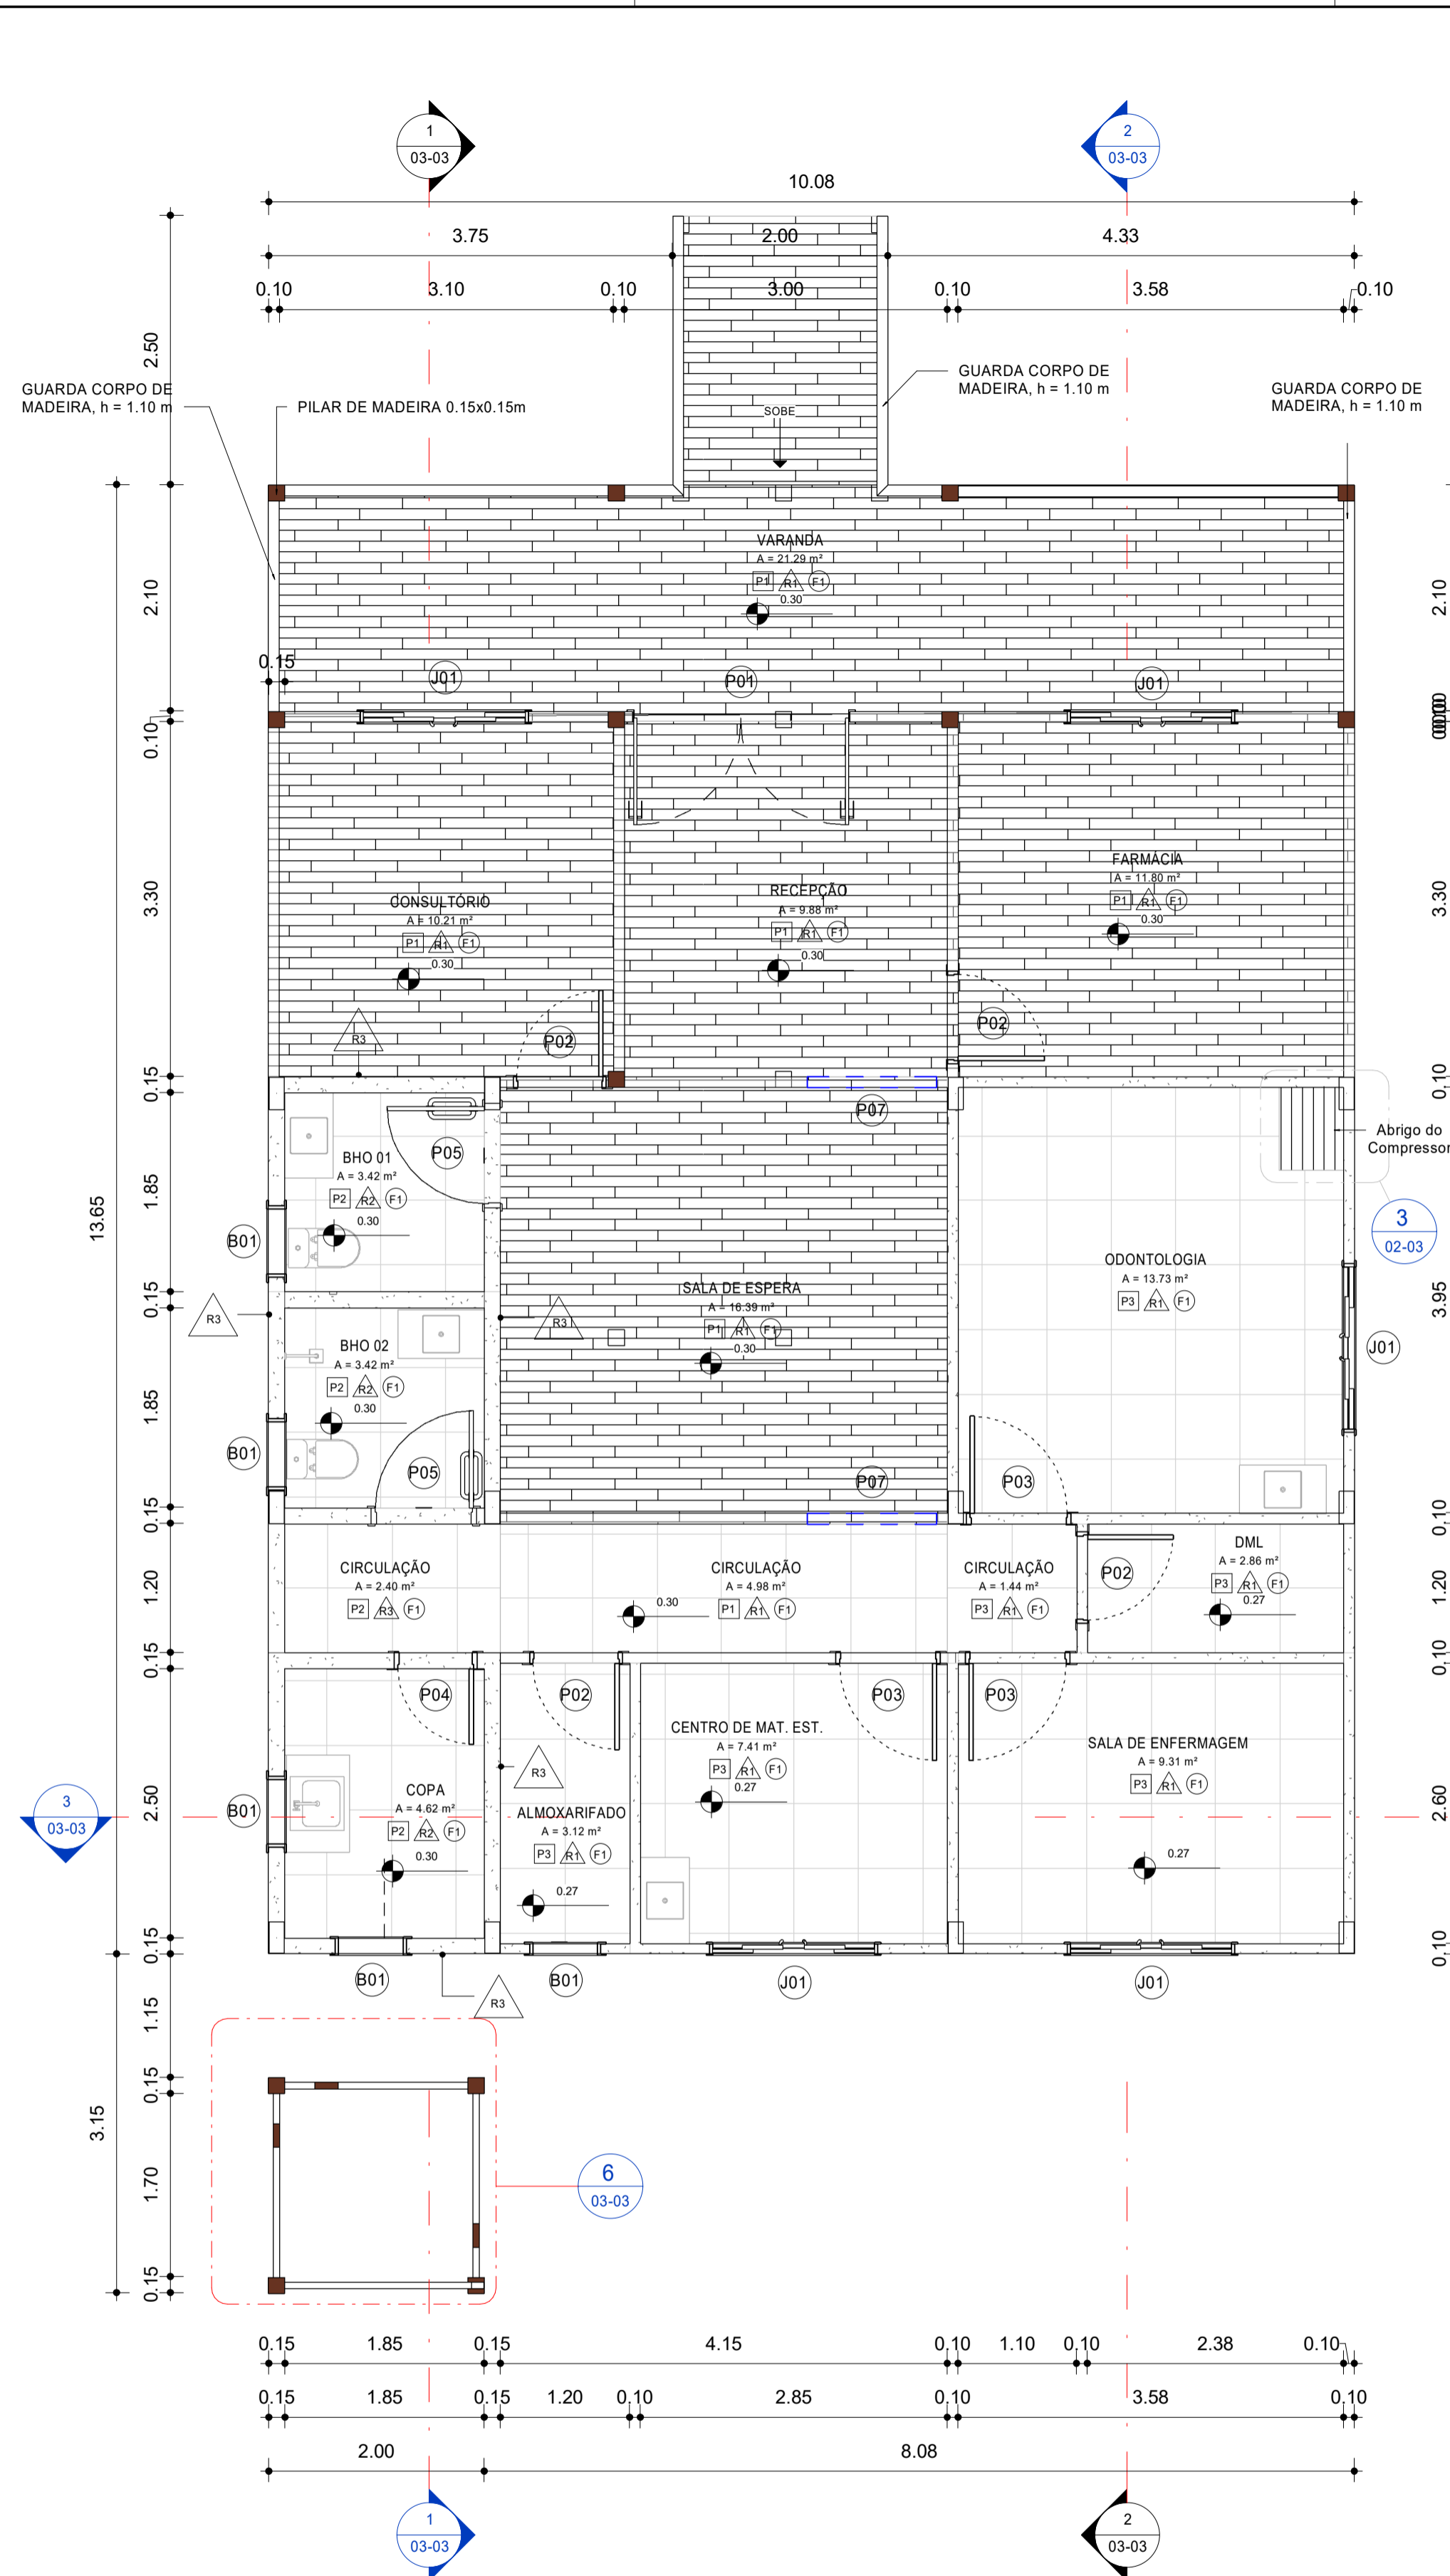 1
03-03
2
03-03
10.08
3.75
2.00
4.33
0.10
3.10
0.10
3.00
0.10
3.58
0.10
2.50
GUARDA CORPO DE
MADEIRA, h = 1.10 m
PILAR DE MADEIRA 0.15x0.15m
GUARDA CORPO DE
MADEIRA, h = 1.10 m
GUARDA CORPO DE
MADEIRA, h = 1.10 m
SOBE
VARANDA
A = 21.29 m²
P1 R1 F1
0.30
2.10
2.10
0.15
J01
P01
J01
0.10
3.30
3.30
CONSULTÓRIO
A = 10.21 m²
P1 R1 F1
0.30
RECEPÇÃO
A = 9.88 m²
P1 R1 F1
0.30
FARMÁCIA
A = 11.80 m²
P1 R1 F1
0.30
R3
P02
P02
0.15
0.10
P07
Abrigo do
Compressor
P05
BHO 01
A = 3.42 m²
P2 R2 F1
0.30
1.85
13.65
B01
3
02-03
ODONTOLOGIA
A = 13.73 m²
P3 R1 F1
SALA DE ESPERA
A = 16.39 m²
P1 R1 F1
0.30
0.15
R3
R3
3.95
J01
BHO 02
A = 3.42 m²
P2 R2 F1
0.30
1.85
B01
P05
P07
P03
0.15
0.10
CIRCULAÇÃO
A = 2.40 m²
P2 R3 F1
CIRCULAÇÃO
A = 4.98 m²
P1 R1 F1
0.30
CIRCULAÇÃO
A = 1.44 m²
P3 R1 F1
P02
DML
A = 2.86 m²
P3 R1 F1
0.27
1.20
1.20
0.15
0.10
P04
P02
P03
P03
CENTRO DE MAT. EST.
A = 7.41 m²
P3 R1 F1
0.27
SALA DE ENFERMAGEM
A = 9.31 m²
P3 R1 F1
0.27
R3
COPA
A = 4.62 m²
P2 R2 F1
0.30
ALMOXARIFADO
A = 3.12 m²
P3 R1 F1
0.27
3
03-03
2.50
2.60
B01
0.15
0.10
B01
B01
J01
J01
R3
1.15
0.15
3.15
1.70
0.15
6
03-03
0.15
1.85
0.15
4.15
0.10
1.10
0.10
2.38
0.10
0.15
1.85
0.15
1.20
0.10
2.85
0.10
3.58
0.10
2.00
8.08
1
03-03
2
03-03